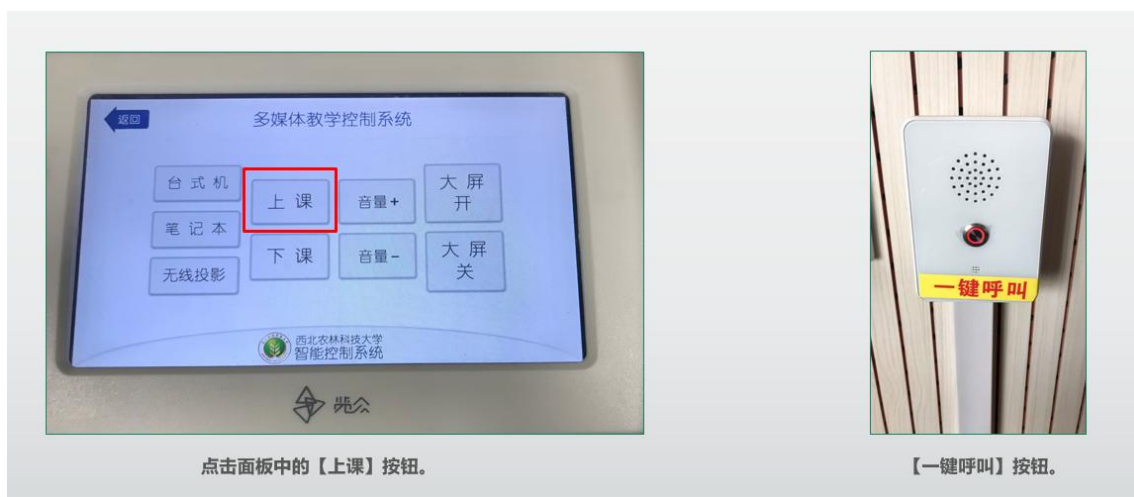 返回
多媒体教学控制系统
台式机
上课
音量+
大屏
开
笔记本
下课
音量-
大屏
关
无线投影
西北农林科技大学
智能控制系统
一键呼叫
点击面板中的【上课】按钮。
【一键呼叫】按钮。